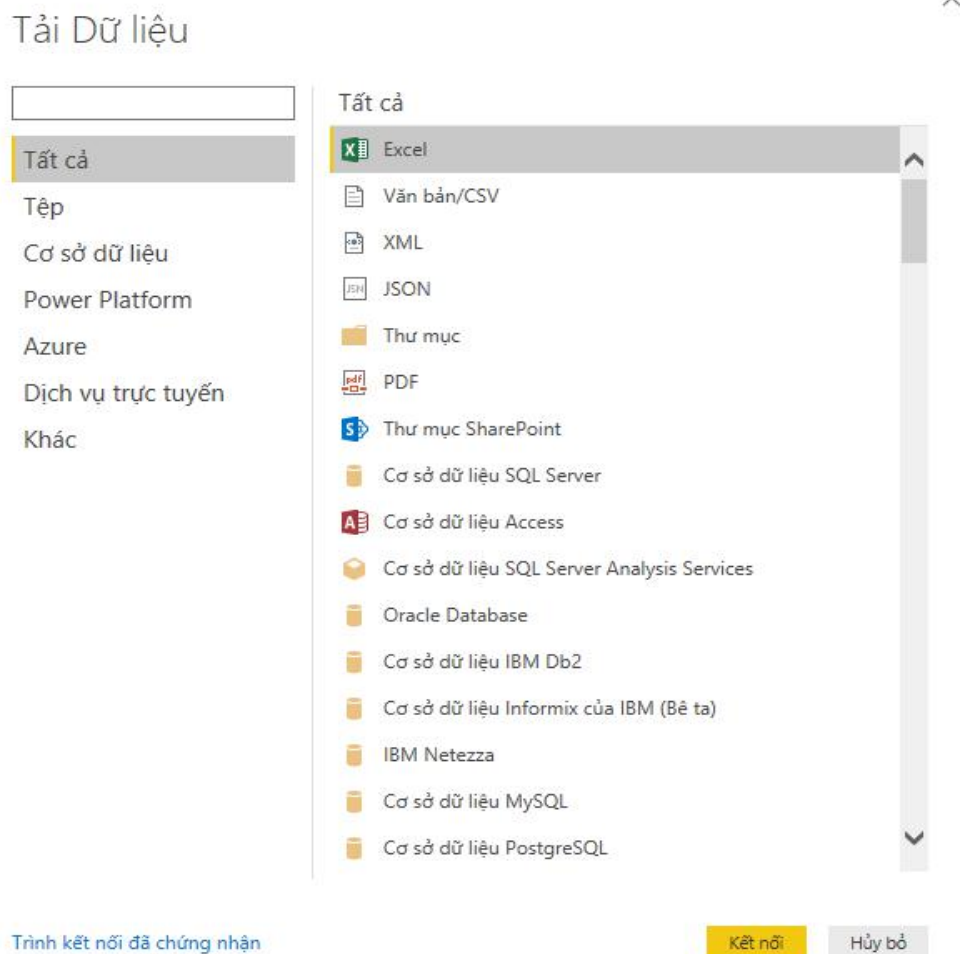 Tải Dữ liệu
Tất cả
Tệp
Cơ sở dữ liệu
Power Platform
Azure
Dịch vụ trực tuyến
Khác
Tất cả
Excel
Văn bản/CSV
XML
JSON
Thư mục
PDF
Thư mục SharePoint
Cơ sở dữ liệu SQL Server
Cơ sở dữ liệu Access
Cơ sở dữ liệu SQL Server Analysis Services
Oracle Database
Cơ sở dữ liệu IBM Db2
Cơ sở dữ liệu Informix của IBM (Bê ta)
IBM Netezza
Cơ sở dữ liệu MySQL
Cơ sở dữ liệu PostgreSQL
Trình kết nối đã chứng nhận
Kết nối
Hủy bỏ